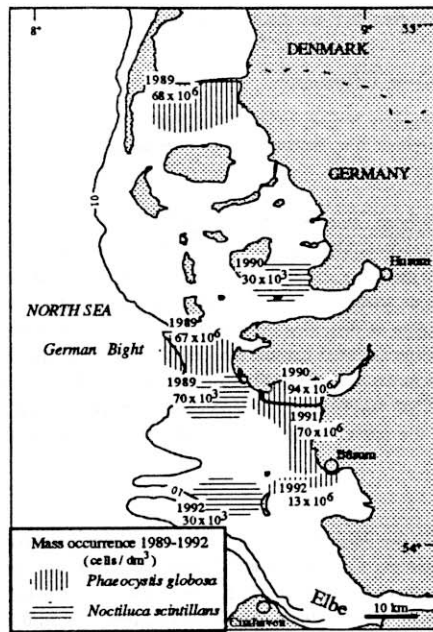 8°
9°
55°
DENMARK
1989
68 x 10⁶
GERMANY
10
1990
Husum
30 x 10³
NORTH SEA
1989
67 x 10⁶
German Bight
1990
1989
94 x 10⁶
70 x 10³
1991
70 x 10⁶
Büsum
10
1992
1992
13 x 10⁶
30 x 10³
Mass occurrence 1989-1992
(cells / dm³)
54°
Phaeocystis globosa
Elbe
Noctiluca scintillans
10 km
Cuxhaven